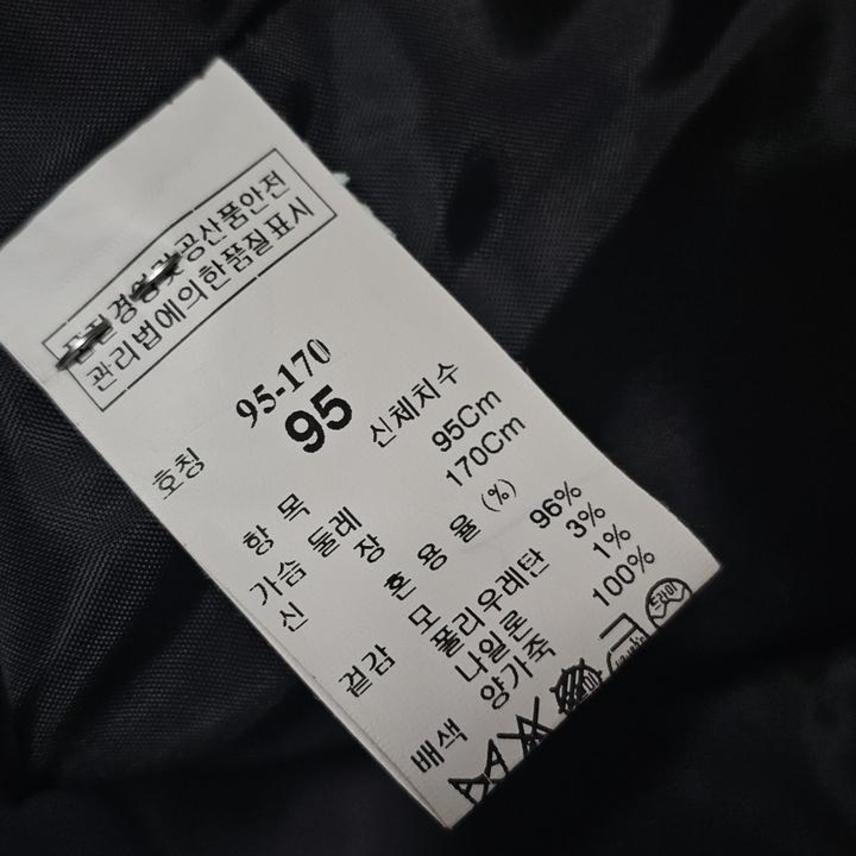 품질경영및공산품안전
관리법에의한품질표시
호칭 95-170
95
항 목 신체치수
가슴 둘레 95Cm
신 장 170Cm
혼 용 율 (%)
겉감 모 96%
폴리우레탄 3%
나일론 1%
배색 양가죽 100%
드라이